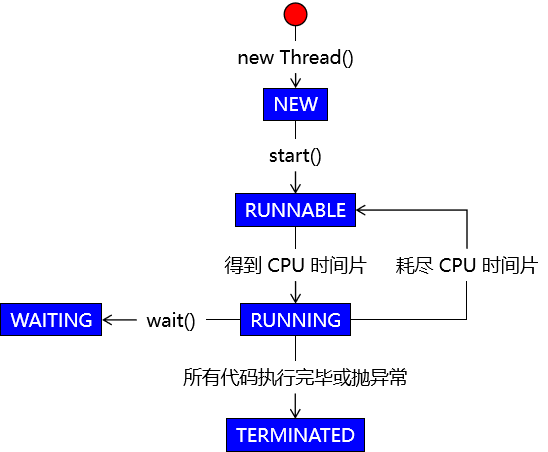 new Thread()
NEW
start()
RUNNABLE
得到 CPU 时间片
耗尽 CPU 时间片
WAITING
wait()
RUNNING
所有代码执行完毕或抛异常
TERMINATED